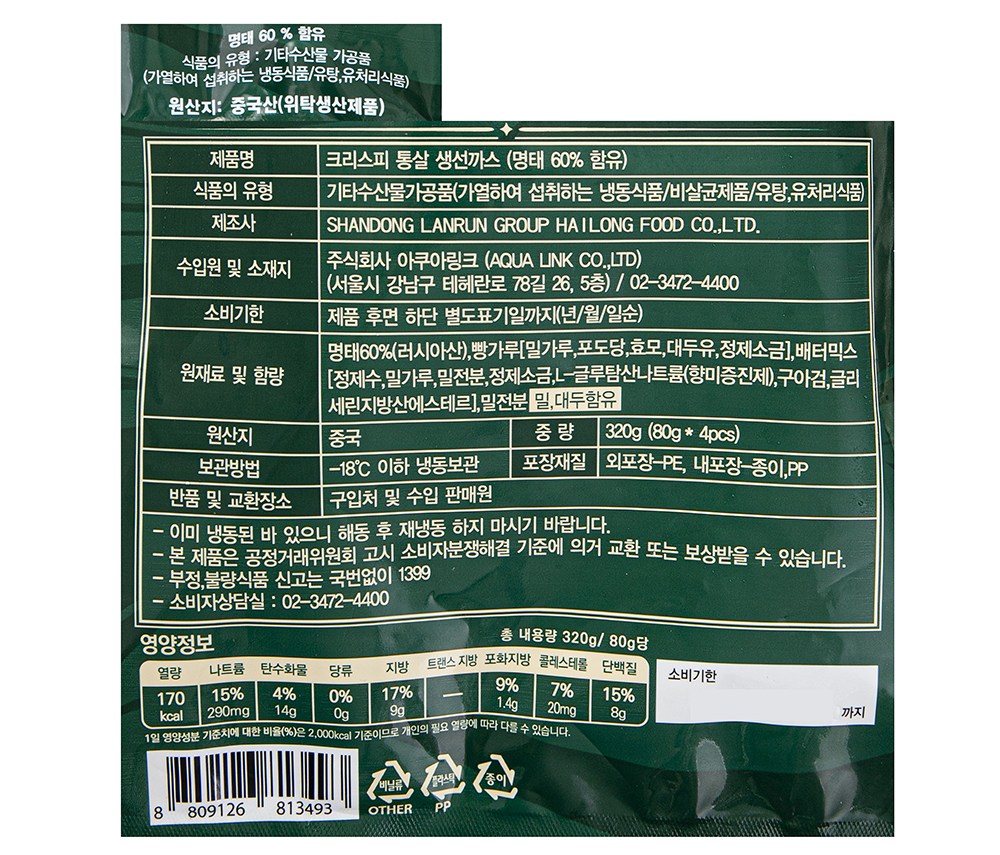 명태 60 % 함유
식품의 유형 : 기타수산물 가공품
(가열하여 섭취하는 냉동식품/유탕,유처리식품)
원산지: 중국산(위탁생산제품)
제품명 크리스피 통살 생선까스 (명태 60% 함유)
식품의 유형 기타수산물가공품(가열하여 섭취하는 냉동식품/비살균제품/유탕,유처리식품)
제조사 SHANDONG LANRUN GROUP HAILONG FOOD CO.,LTD.
수입원 및 소재지 주식회사 아쿠아링크 (AQUA LINK CO.,LTD)
(서울시 강남구 테헤란로 78길 26, 5층) / 02-3472-4400
소비기한 제품 후면 하단 별도표기일까지(년/월/일순)
원재료 및 함량 명태60%(러시아산),빵가루[밀가루,포도당,효모,대두유,정제소금],배터믹스
[정제수,밀가루,밀전분,정제소금,L-글루탐산나트륨(향미증진제),구아검,글리
세린지방산에스테르],밀전분 밀,대두함유
원산지 중국 중 량 320g (80g * 4pcs)
보관방법 -18℃ 이하 냉동보관 포장재질 외포장-PE, 내포장-종이,PP
반품 및 교환장소 구입처 및 수입 판매원
- 이미 냉동된 바 있으니 해동 후 재냉동 하지 마시기 바랍니다.
- 본 제품은 공정거래위원회 고시 소비자분쟁해결 기준에 의거 교환 또는 보상받을 수 있습니다.
- 부정,불량식품 신고는 국번없이 1399
- 소비자상담실 : 02-3472-4400
영양정보 총 내용량 320g/ 80g당
열량 나트륨 탄수화물 당류 지방 트랜스 지방 포화지방 콜레스테롤 단백질
170 15% 4% 0% 17% — 9% 7% 15%
kcal 290mg 14g 0g 9g 1.4g 20mg 8g
1일 영양성분 기준치에 대한 비율(%)은 2,000kcal 기준이므로 개인의 필요 열량에 따라 다를 수 있습니다.
소비기한
까지
비닐류 플라스틱 종이
OTHER PP
8 809126 813493